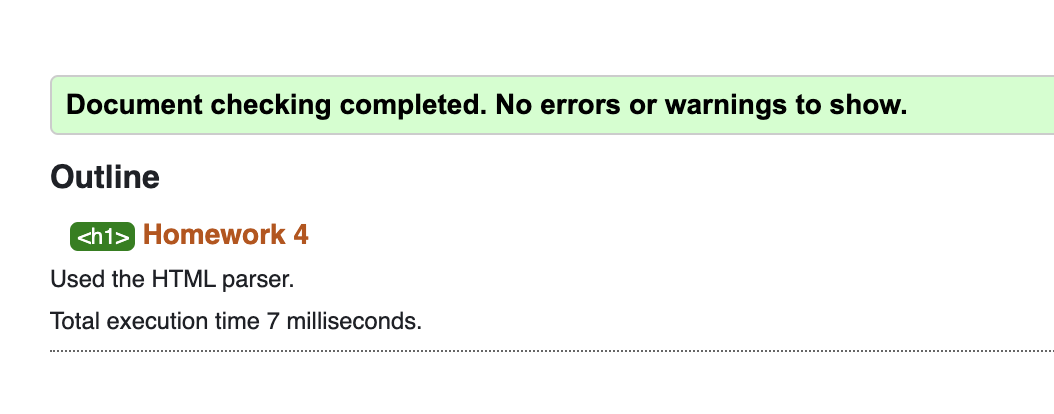 Document checking completed. No errors or warnings to show.
Outline
<h1> Homework 4
Used the HTML parser.
Total execution time 7 milliseconds.